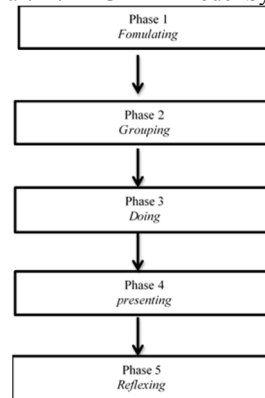 Phase 1
Fomulating
Phase 2
Grouping
Phase 3
Doing
Phase 4
presenting
Phase 5
Reflexing